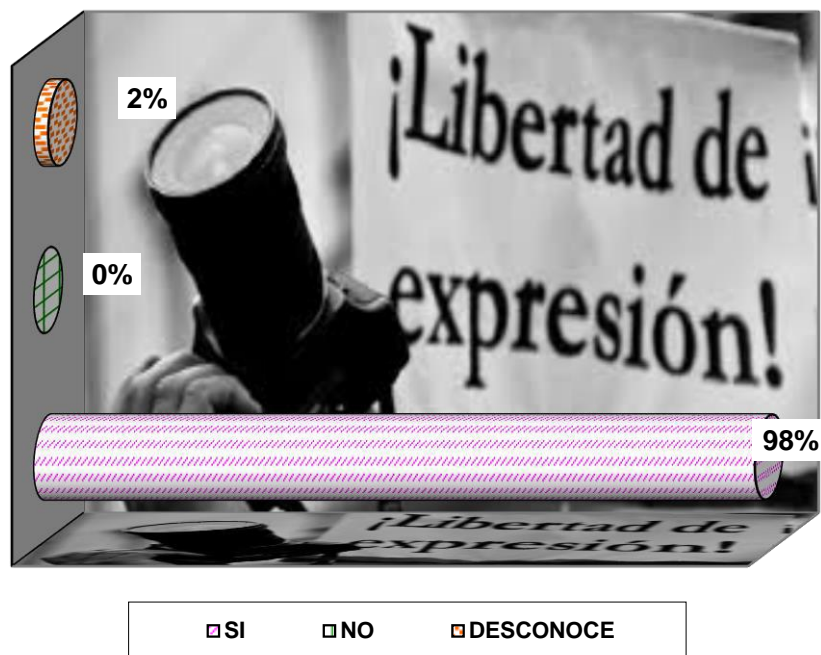 2%
¡Libertad de
0%
expresión!
98%
¡Libertad de
expresión!
SI NO DESCONOCE